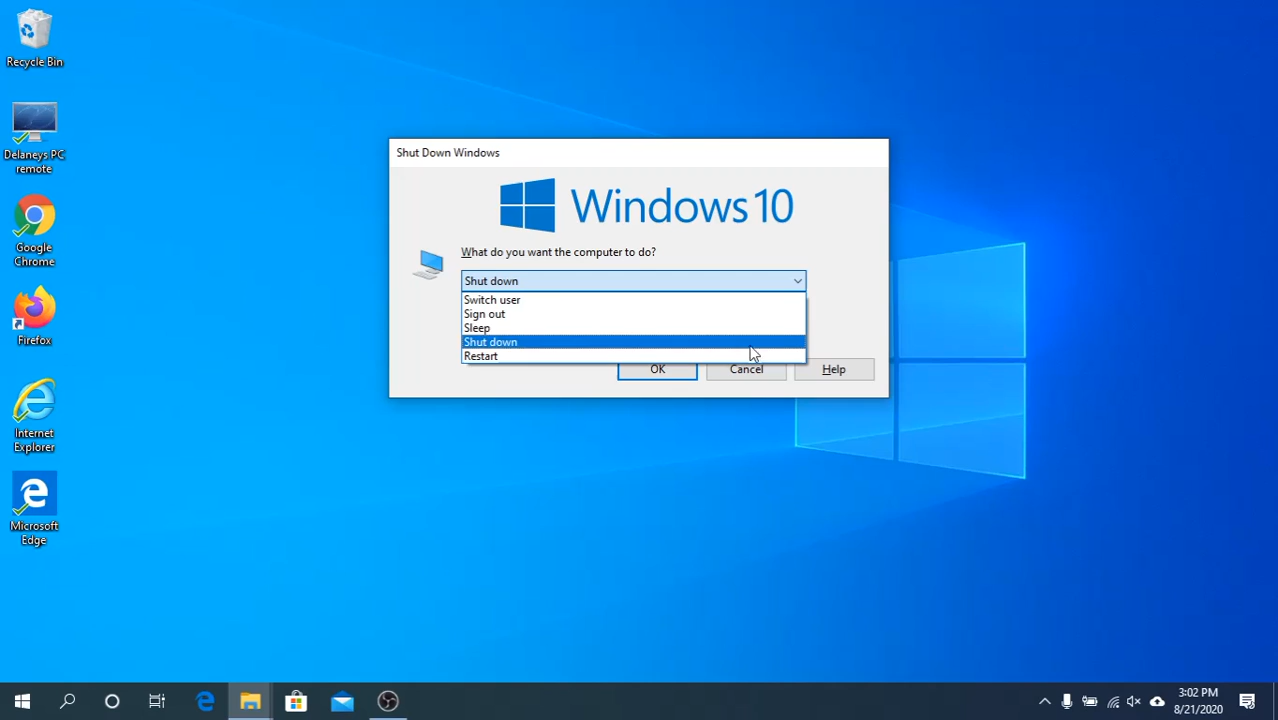 Recycle Bin
Delaneys PC
remote
Google
Chrome
Firefox
Internet
Explorer
Microsoft
Edge
Shut Down Windows
Windows 10
What do you want the computer to do?
Shut down
Switch user
Sign out
Sleep
Shut down
Restart
OK
Cancel
Help
3:02 PM
8/21/2020